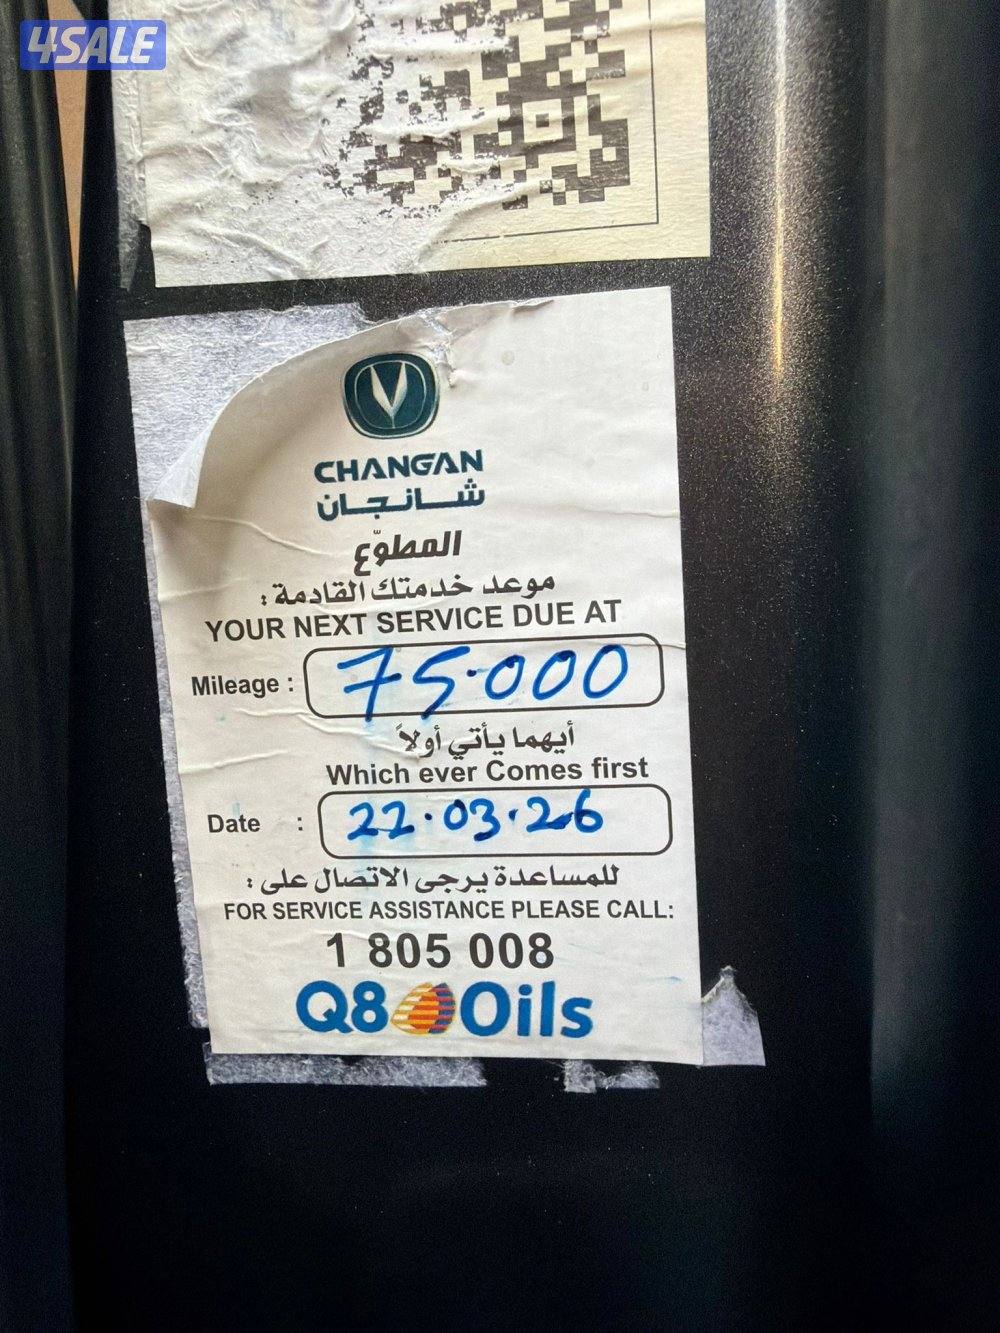 4SALE
CHANGAN
شانجان
المطوّع
موعد خدمتك القادمة :
YOUR NEXT SERVICE DUE AT
Mileage : 75.000
أيهما يأتي أولاً
Which ever Comes first
Date : 22.03.26
للمساعدة يرجى الاتصال على :
FOR SERVICE ASSISTANCE PLEASE CALL:
1 805 008
Q8 Oils